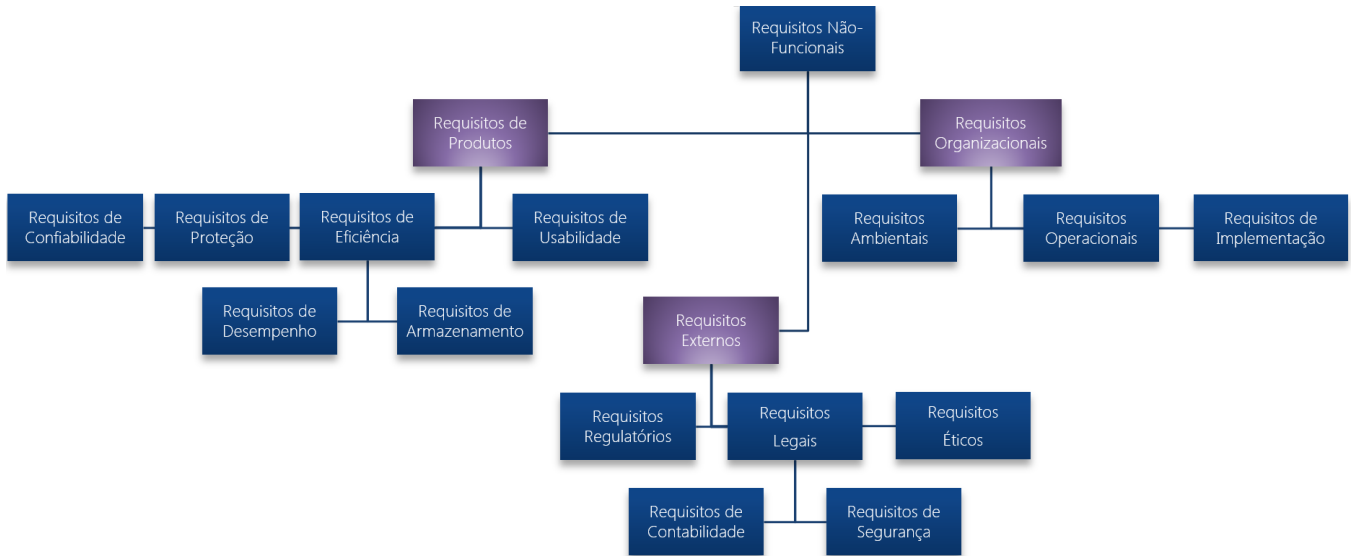 Requisitos Não-
Funcionais
Requisitos de
Produtos
Requisitos
Organizacionais
Requisitos de
Confiabilidade
Requisitos de
Proteção
Requisitos de
Eficiência
Requisitos de
Usabilidade
Requisitos
Ambientais
Requisitos
Operacionais
Requisitos de
Implementação
Requisitos de
Desempenho
Requisitos de
Armazenamento
Requisitos
Externos
Requisitos
Regulatórios
Requisitos
Legais
Requisitos
Éticos
Requisitos de
Contabilidade
Requisitos de
Segurança